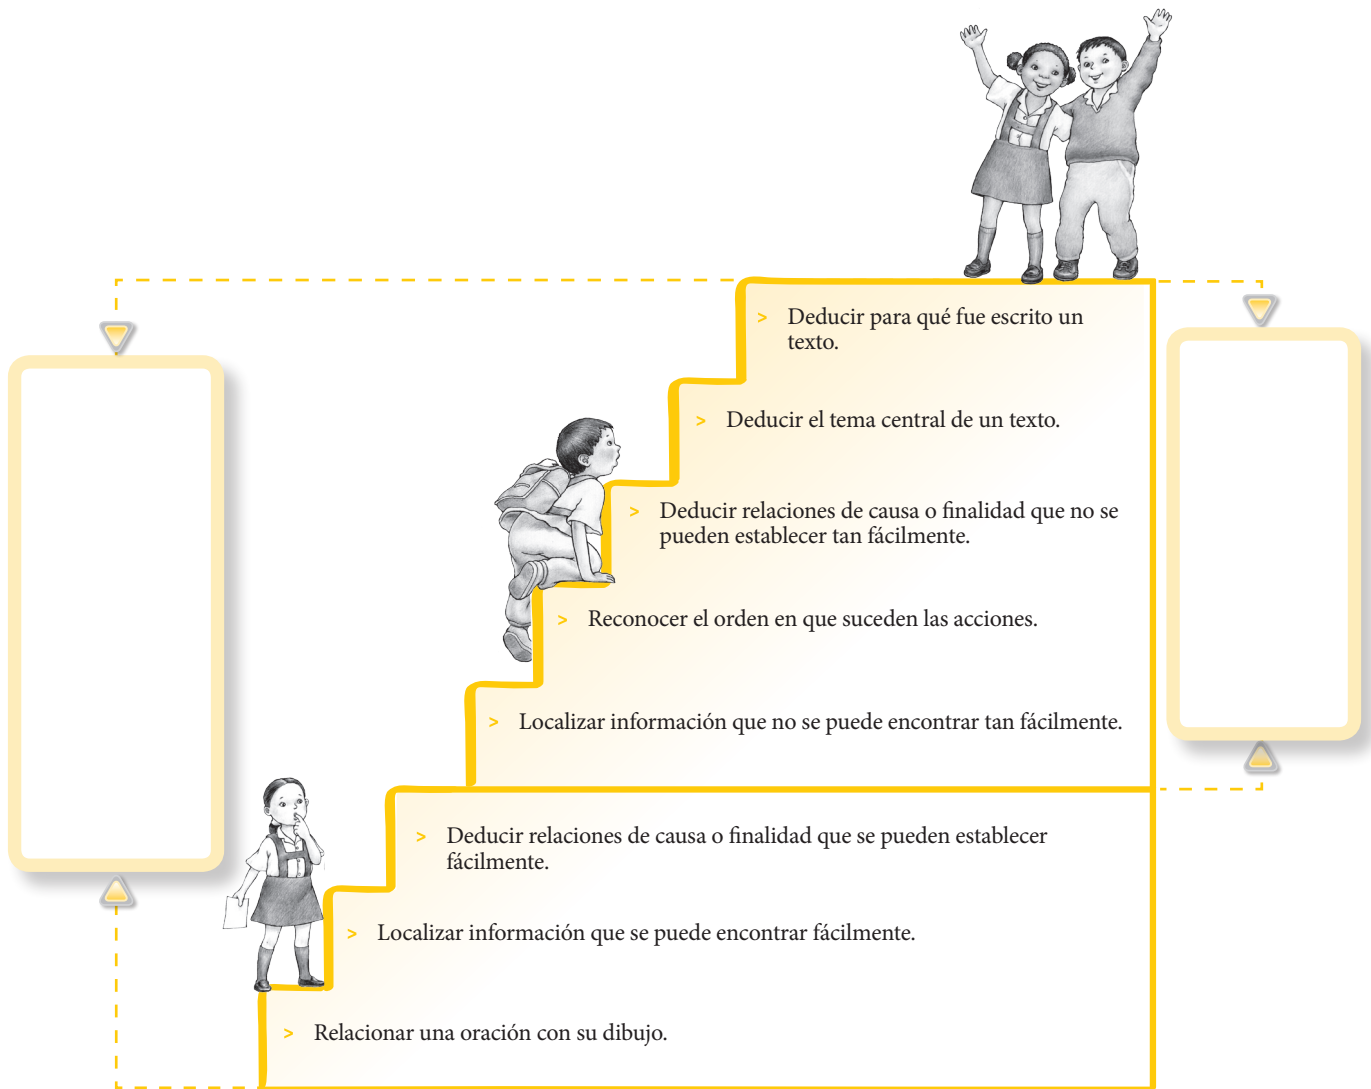 > Deducir para qué fue escrito un
texto.
> Deducir el tema central de un texto.
> Deducir relaciones de causa o finalidad que no se
pueden establecer tan fácilmente.
> Reconocer el orden en que suceden las acciones.
> Localizar información que no se puede encontrar tan fácilmente.
> Deducir relaciones de causa o finalidad que se pueden establecer
fácilmente.
> Localizar información que se puede encontrar fácilmente.
> Relacionar una oración con su dibujo.